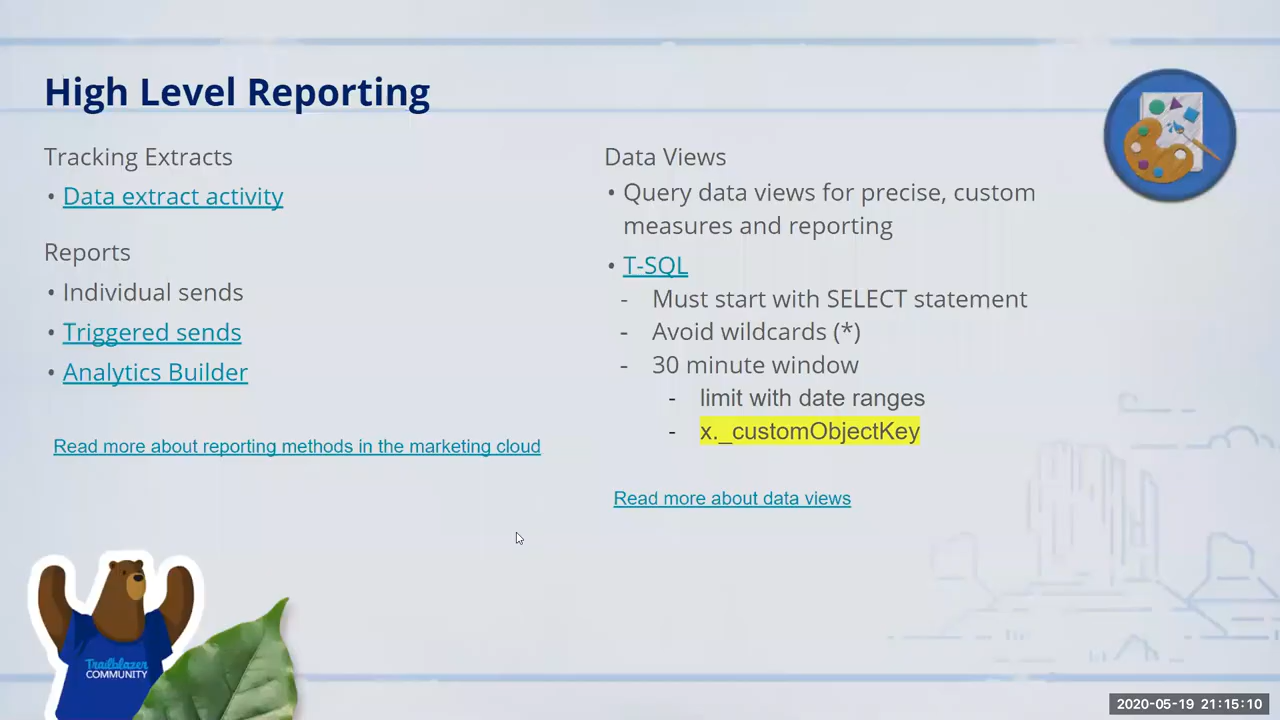 High Level Reporting
Tracking Extracts
• Data extract activity
Reports
• Individual sends
• Triggered sends
• Analytics Builder
Read more about reporting methods in the marketing cloud
Data Views
• Query data views for precise, custom
measures and reporting
• T-SQL
- Must start with SELECT statement
- Avoid wildcards (*)
- 30 minute window
- limit with date ranges
- x._customObjectKey
Read more about data views
Trailblazer
COMMUNITY
2020-05-19 21:15:10